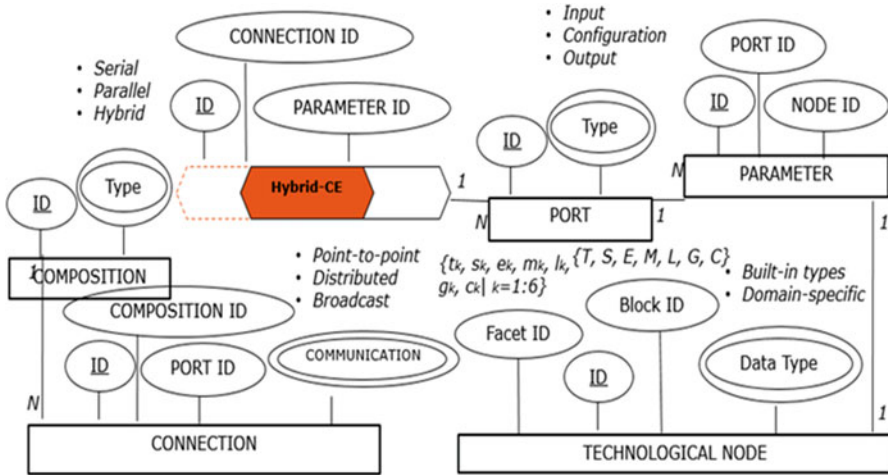 CONNECTION ID
• Serial
• Parallel
• Hybrid
ID
PARAMETER ID
• Input
• Configuration
• Output
PORT ID
ID
NODE ID
ID
Type
ID
Type
Hybrid-CE
1
N
PORT
1
N
PARAMETER
1
1
COMPOSITION
COMPOSITION ID
• Point-to-point
• Distributed
• Broadcast
{tk, sk, ek, mk, lk,
gk, ck| k=1:6}
{T, S, E, M, L, G, C}
• Built-in types
• Domain-specific
ID
PORT ID
COMMUNICATION
Facet ID
ID
Block ID
Data Type
N
CONNECTION
1
TECHNOLOGICAL NODE